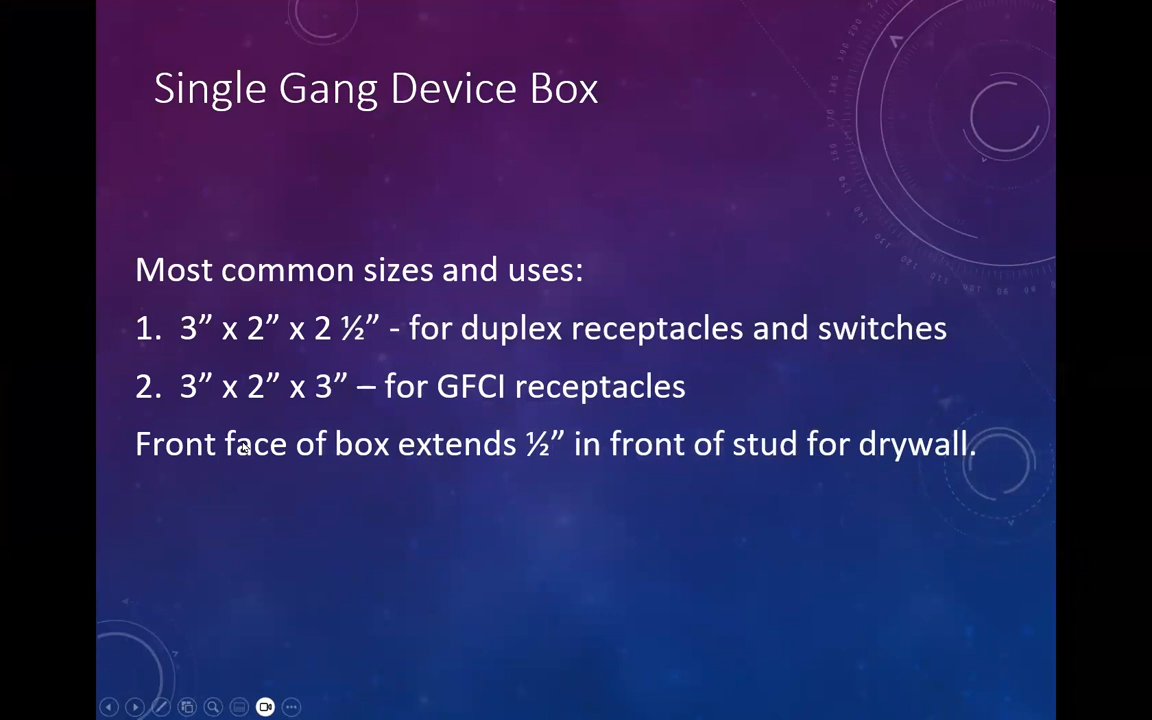 Single Gang Device Box
Most common sizes and uses:
1. 3” x 2” x 2 ½” - for duplex receptacles and switches
2. 3” x 2” x 3” – for GFCI receptacles
Front face of box extends ½” in front of stud for drywall.